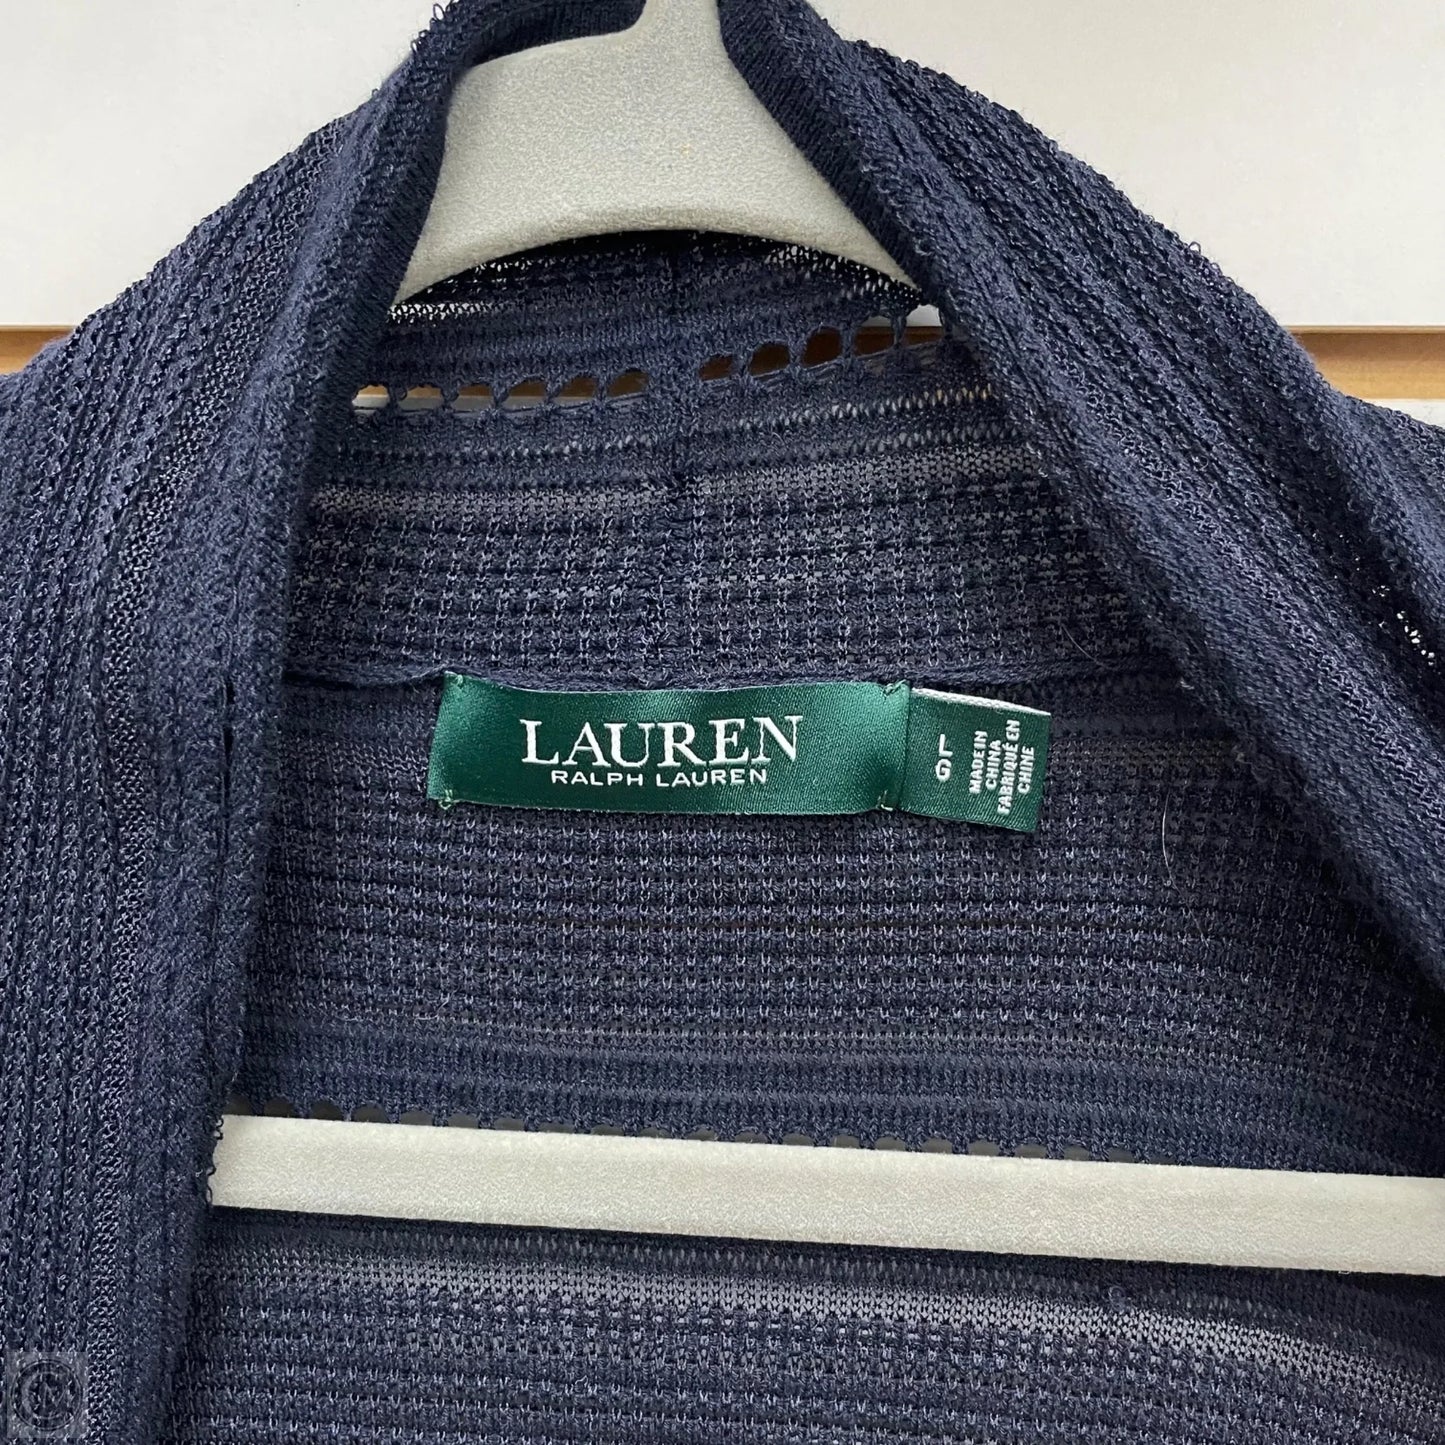 LAUREN
RALPH LAUREN
L
G
MADE IN
CHINA
FABRIQUÉ EN
CHINE